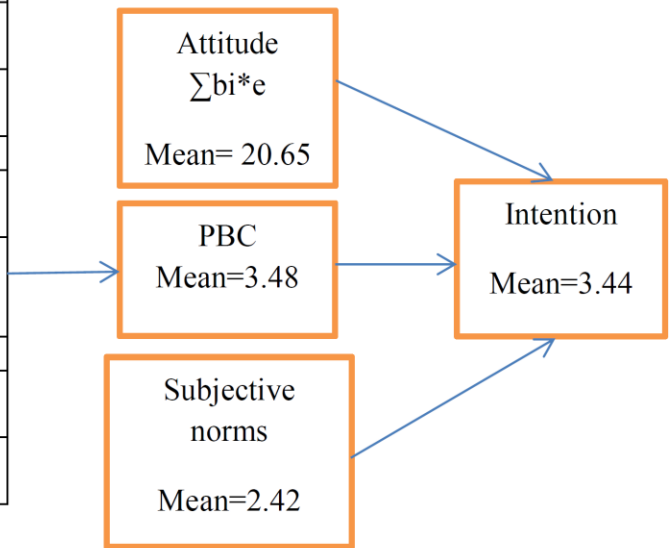 Attitude
∑bi*e
Mean= 20.65
PBC
Mean=3.48
Subjective
norms
Mean=2.42
Intention
Mean=3.44